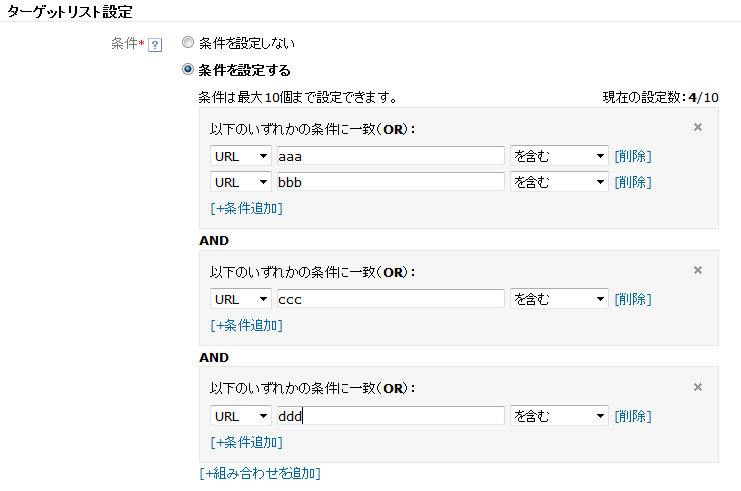 ターゲットリスト設定
条件* [?] 条件を設定しない
条件を設定する
条件は最大10個まで設定できます。 現在の設定数：4/10
以下のいずれかの条件に一致（OR）： ×
URL aaa を含む [削除]
URL bbb を含む [削除]
[+条件追加]
AND
以下のいずれかの条件に一致（OR）： ×
URL ccc を含む [削除]
[+条件追加]
AND
以下のいずれかの条件に一致（OR）： ×
URL ddd を含む [削除]
[+条件追加]
[+組み合わせを追加]